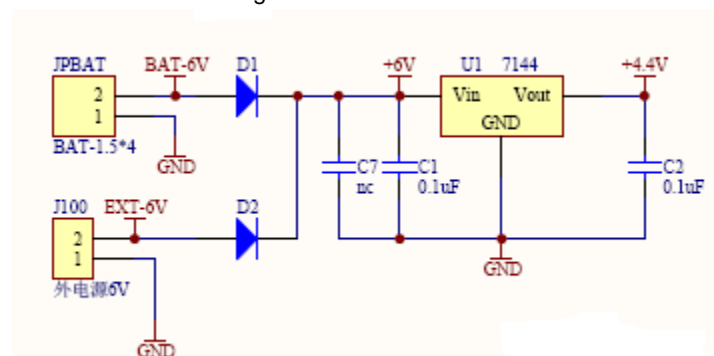 JPBAT BAT-6V D1 +6V U1 7144 +4.4V
2 Vin Vout
1 GND
BAT-1.5*4
GND
C7 C1 C2
nc 0.1uF 0.1uF
J100 EXT-6V D2
2
1
GND
外电源6V
GND